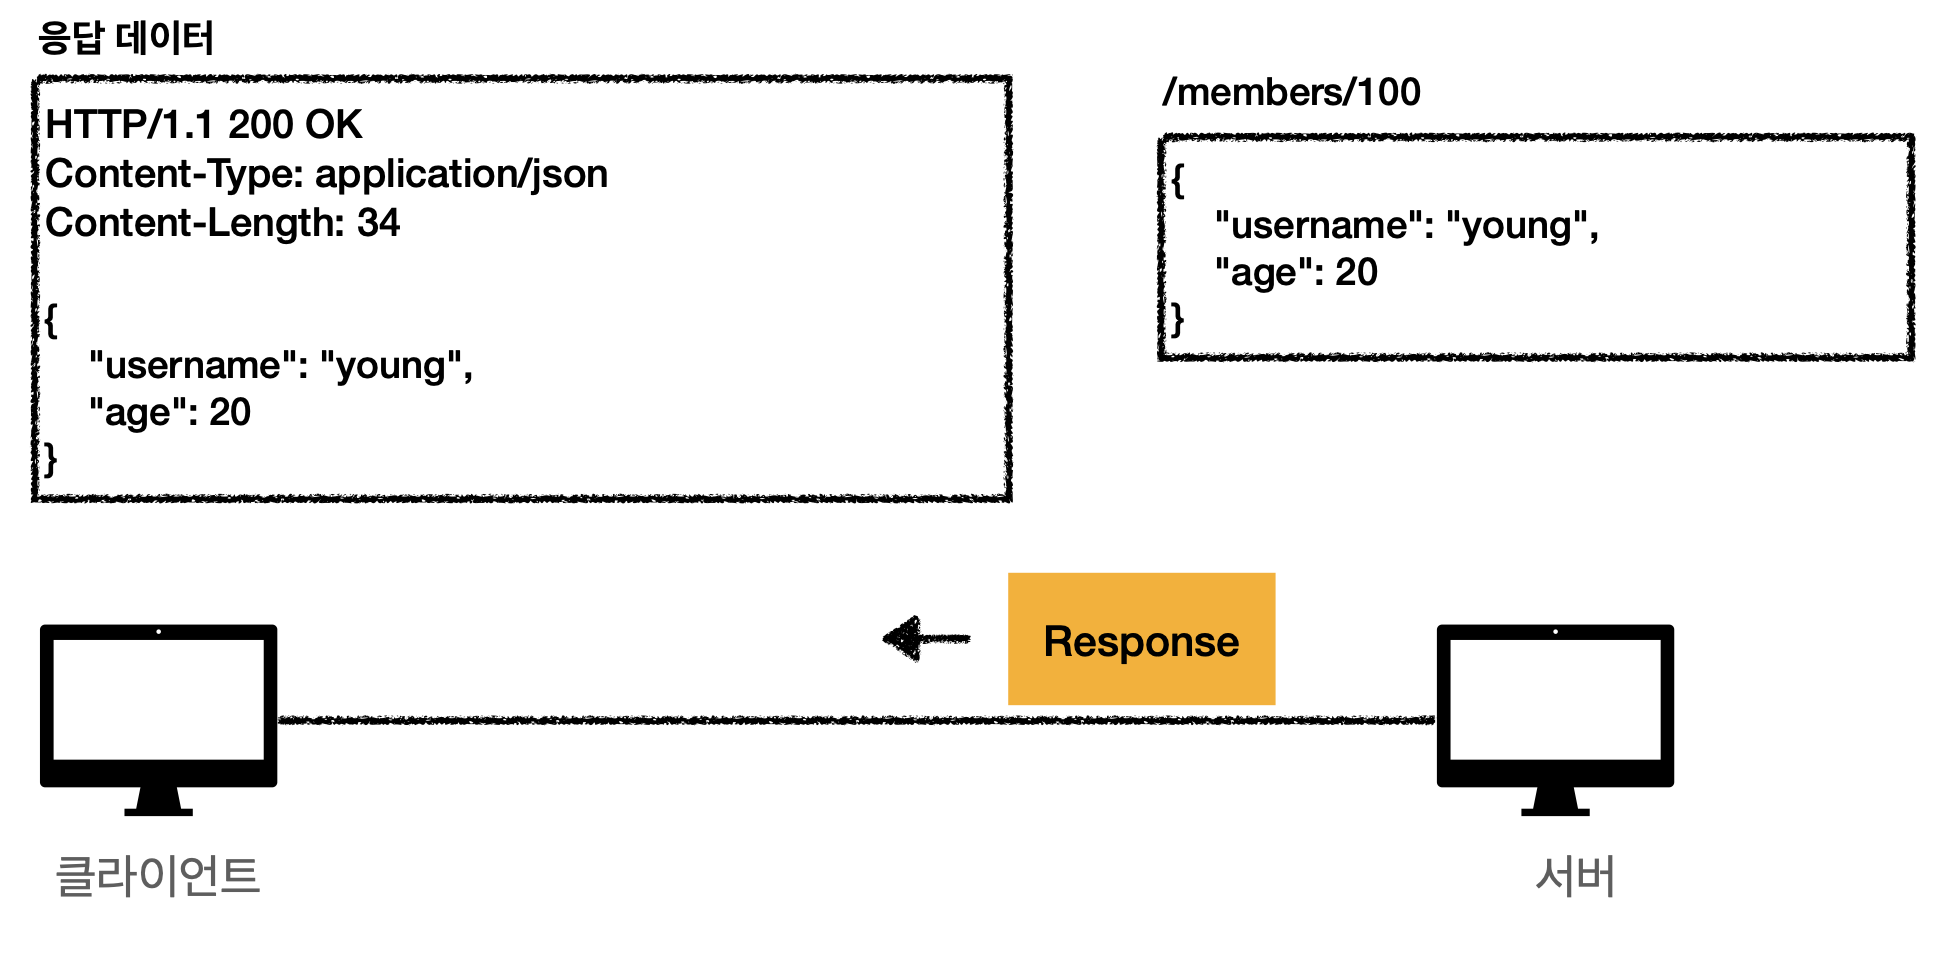 응답 데이터
HTTP/1.1 200 OK
Content-Type: application/json
Content-Length: 34
{
"username": "young",
"age": 20
}
/members/100
{
"username": "young",
"age": 20
}
Response
클라이언트
서버